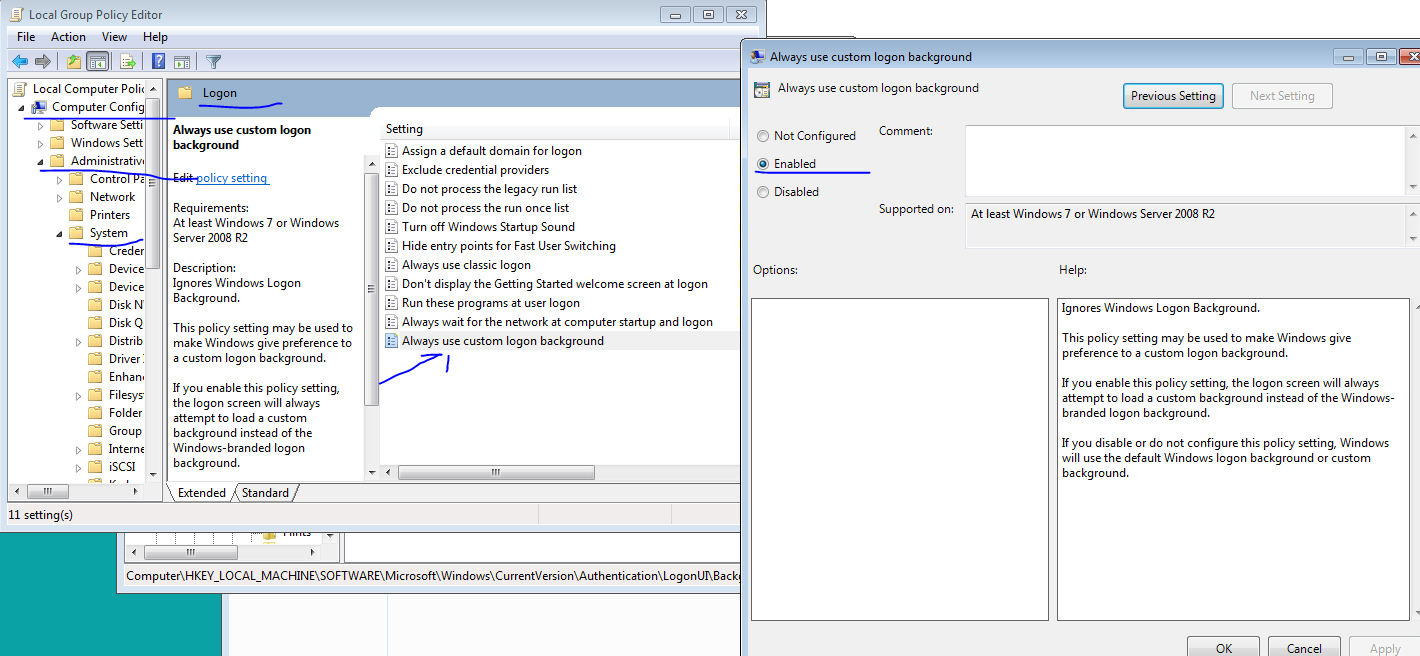 Local Group Policy Editor
File Action View Help
Local Computer Polic
Computer Config
Software Setti
Windows Sett
Administrative
Control Pa
Network
Printers
System
Creden
Device
Device
Disk N
Disk Q
Distrib
Driver
Enhan
Filesys
Folder
Group
Interne
iSCSI
Logon
Always use custom logon
background
Edit policy setting
Requirements:
At least Windows 7 or Windows
Server 2008 R2
Description:
Ignores Windows Logon
Background.
This policy setting may be used to
make Windows give preference to
a custom logon background.
If you enable this policy setting,
the logon screen will always
attempt to load a custom
background instead of the
Windows-branded logon
background.
Setting
Assign a default domain for logon
Exclude credential providers
Do not process the legacy run list
Do not process the run once list
Turn off Windows Startup Sound
Hide entry points for Fast User Switching
Always use classic logon
Don't display the Getting Started welcome screen at logon
Run these programs at user logon
Always wait for the network at computer startup and logon
Always use custom logon background
Extended Standard
11 setting(s)
Computer\HKEY_LOCAL_MACHINE\SOFTWARE\Microsoft\Windows\CurrentVersion\Authentication\LogonUI\Backg
Always use custom logon background
Always use custom logon background
Previous Setting Next Setting
Not Configured
Enabled
Disabled
Comment:
Supported on:
At least Windows 7 or Windows Server 2008 R2
Options:
Help:
Ignores Windows Logon Background.
This policy setting may be used to make Windows give
preference to a custom logon background.
If you enable this policy setting, the logon screen will always
attempt to load a custom background instead of the Windows-
branded logon background.
If you disable or do not configure this policy setting, Windows
will use the default Windows logon background or custom
background.
OK Cancel Apply